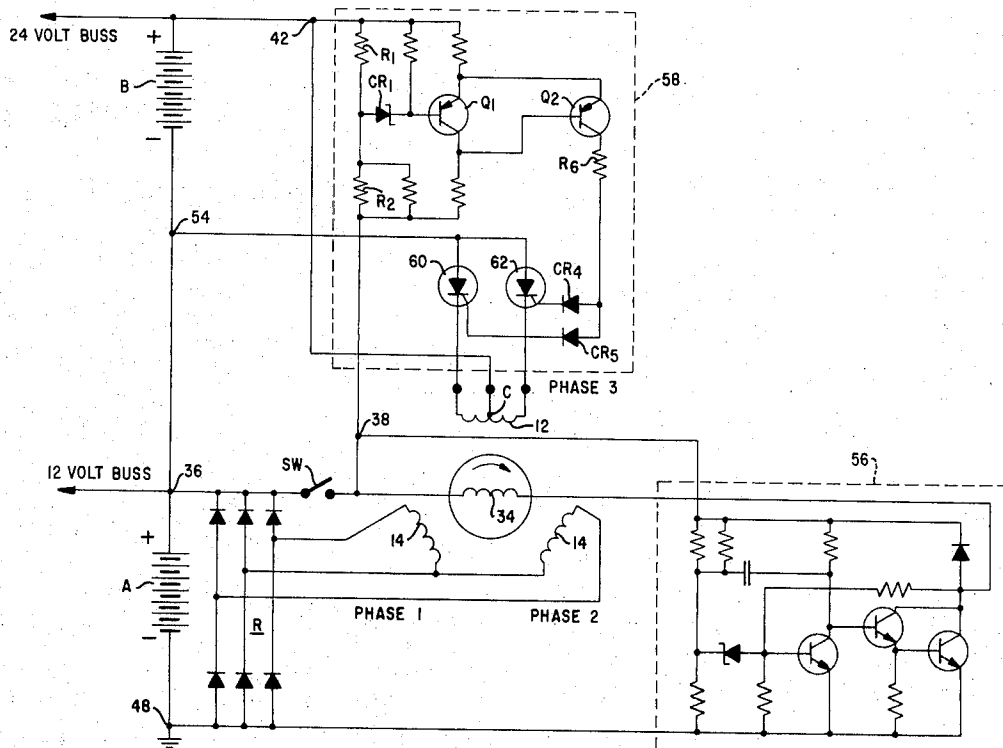 24 VOLT BUSS
42
+
B
−
R1
CR1
Q1
Q2
58
R6
R2
54
60
62
CR4
CR5
PHASE 3
C
12
38
12 VOLT BUSS
36
SW
34
56
+
A
−
14
14
PHASE 1
PHASE 2
R
48